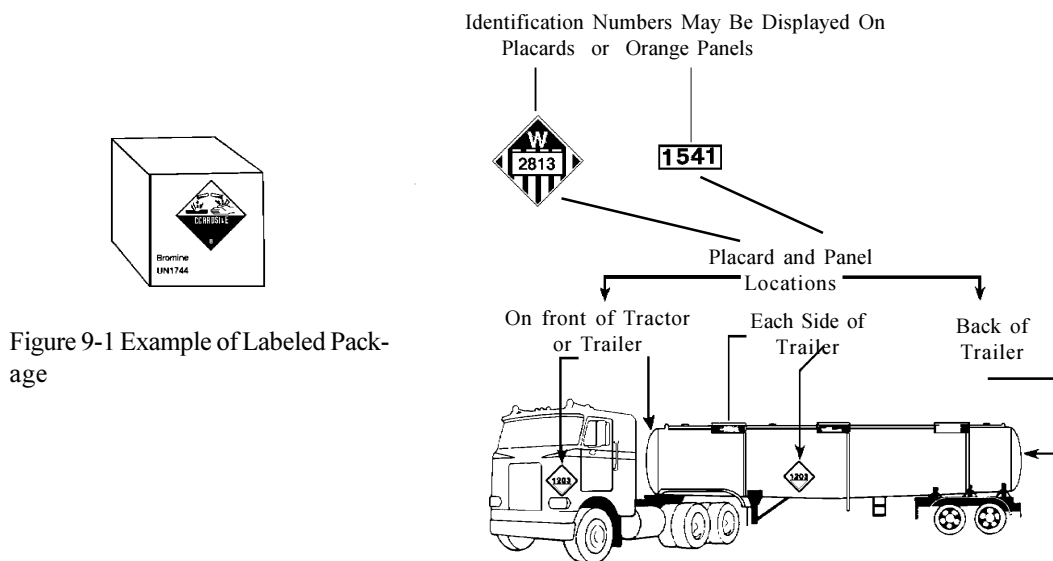 Identification Numbers May Be Displayed On
Placards or Orange Panels
W
2813
1541
CORROSIVE
8
Bromine
UN1744
Placard and Panel
Locations
On front of Tractor
or Trailer
Each Side of
Trailer
Back of
Trailer
Figure 9-1 Example of Labeled Pack-
age
1203
1203